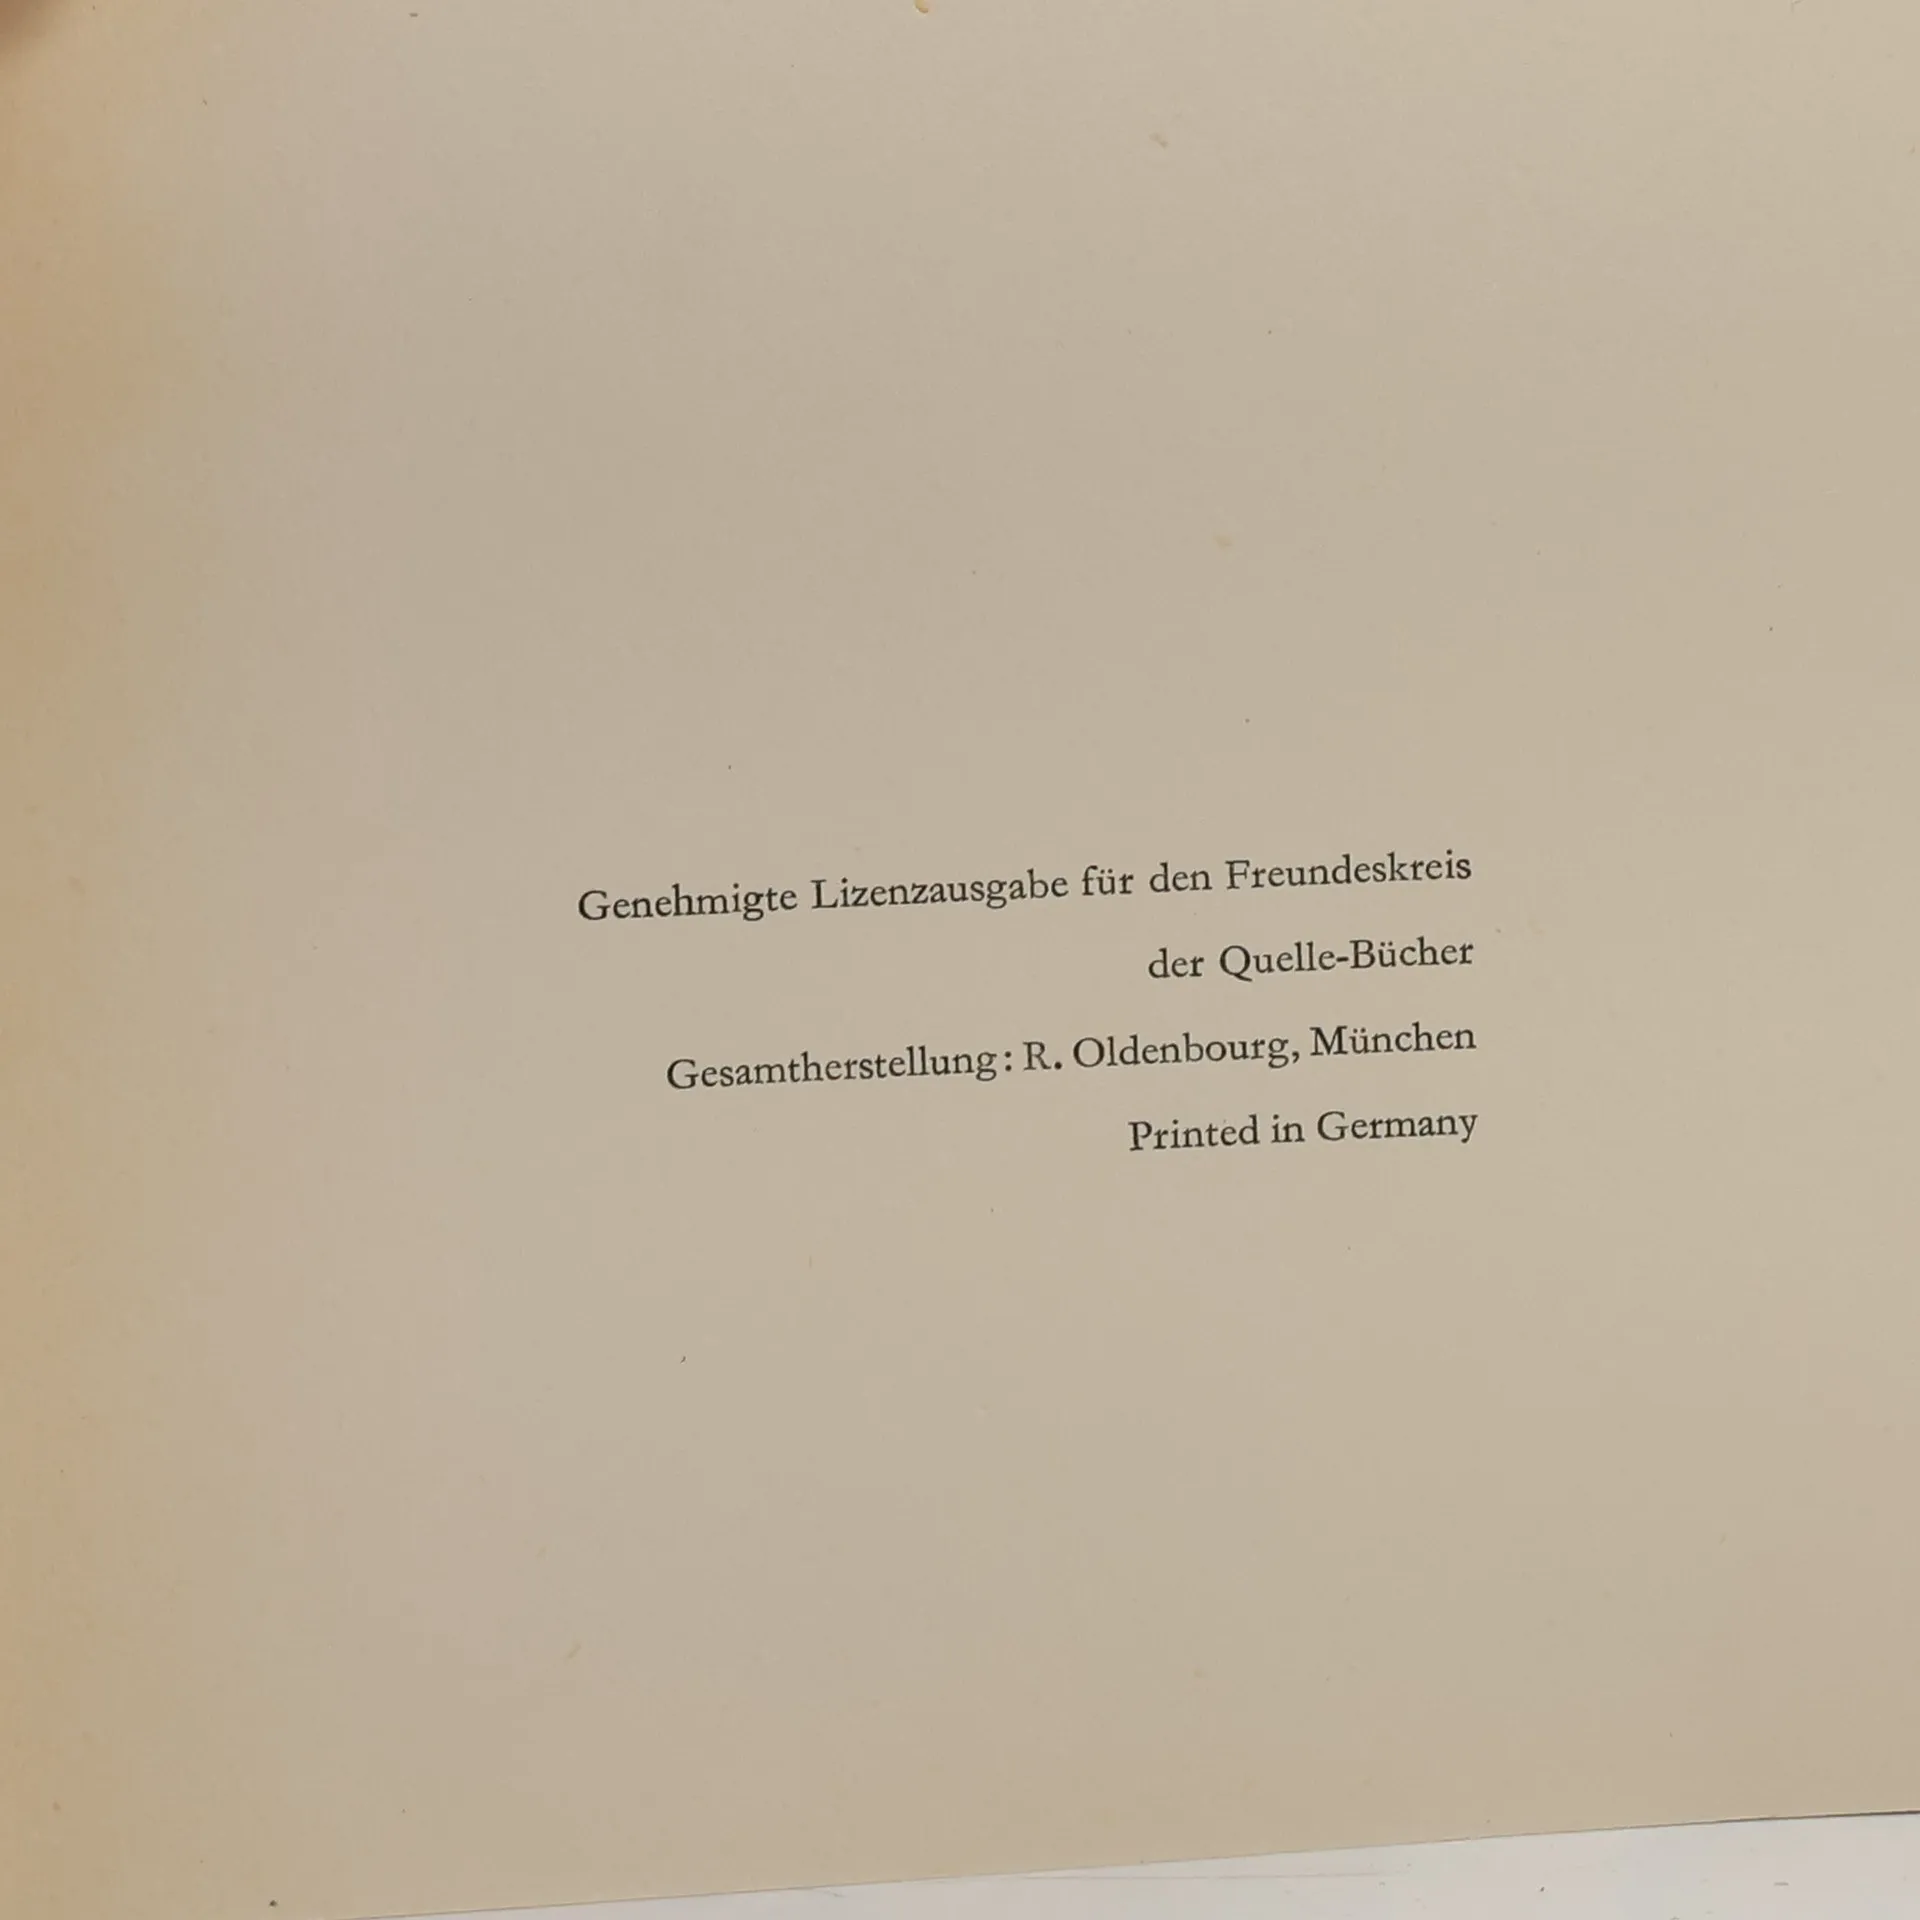 Genehmigte Lizenzausgabe für den Freundeskreis
der Quelle-Bücher
Gesamtherstellung: R. Oldenbourg, München
Printed in Germany